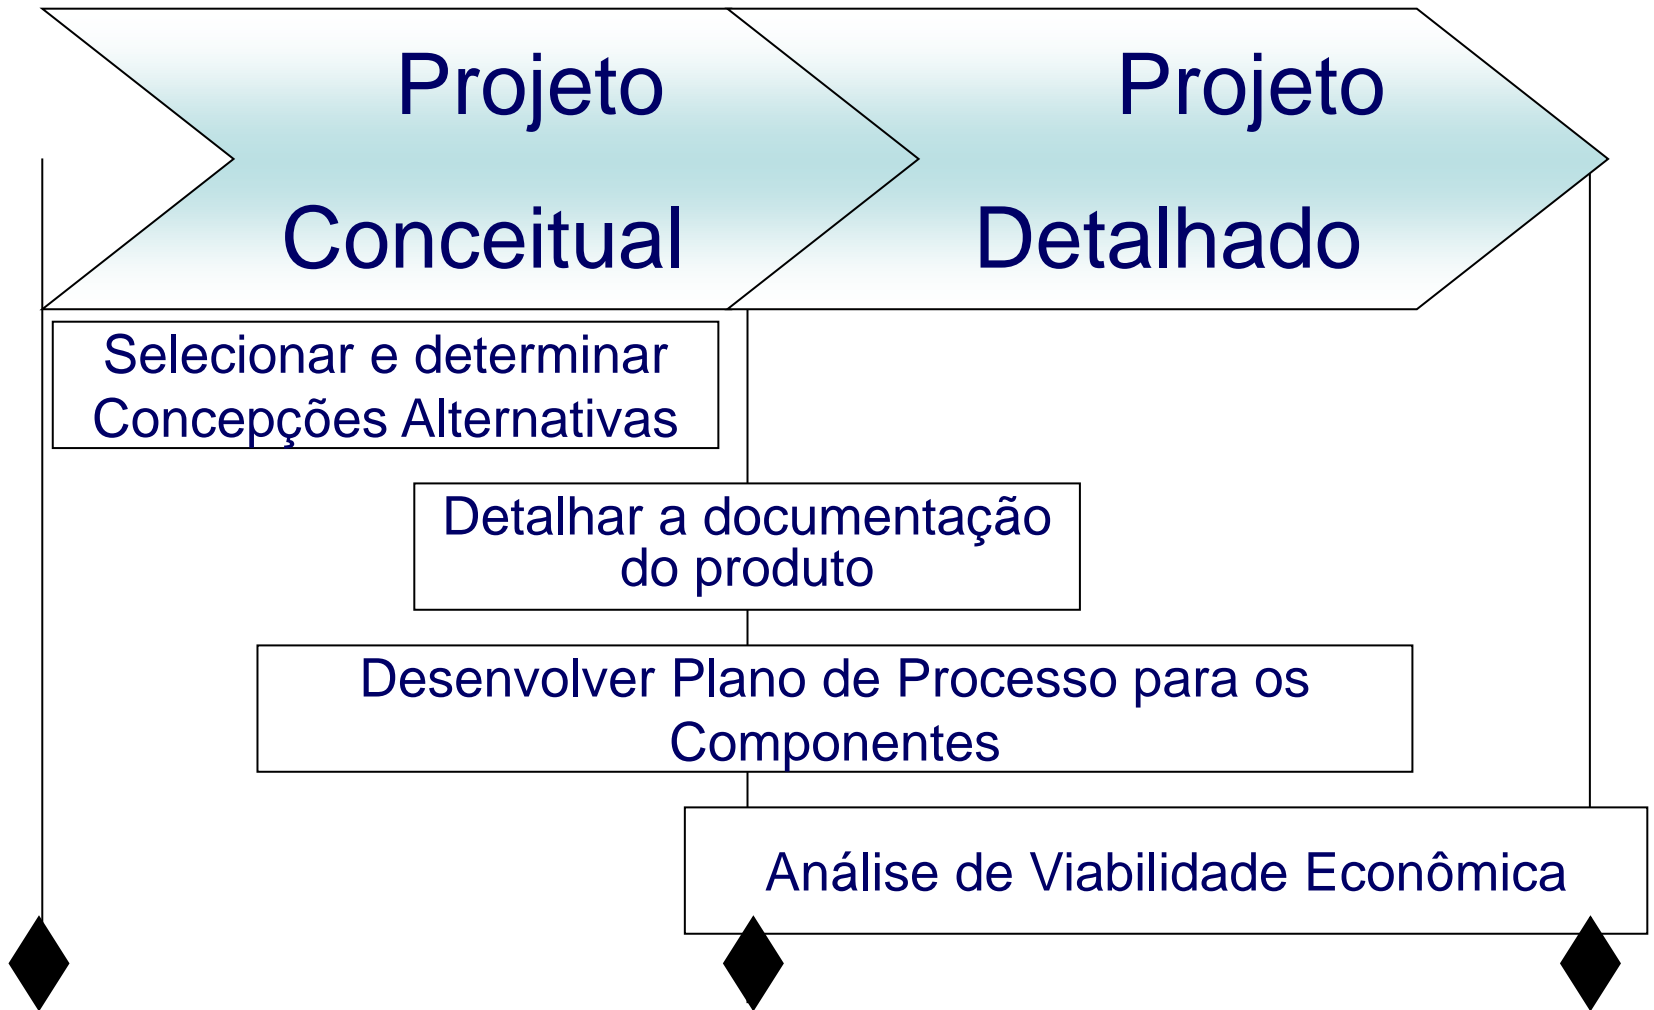 Projeto
Conceitual
Projeto
Detalhado
Selecionar e determinar
Concepções Alternativas
Detalhar a documentação
do produto
Desenvolver Plano de Processo para os
Componentes
Análise de Viabilidade Econômica